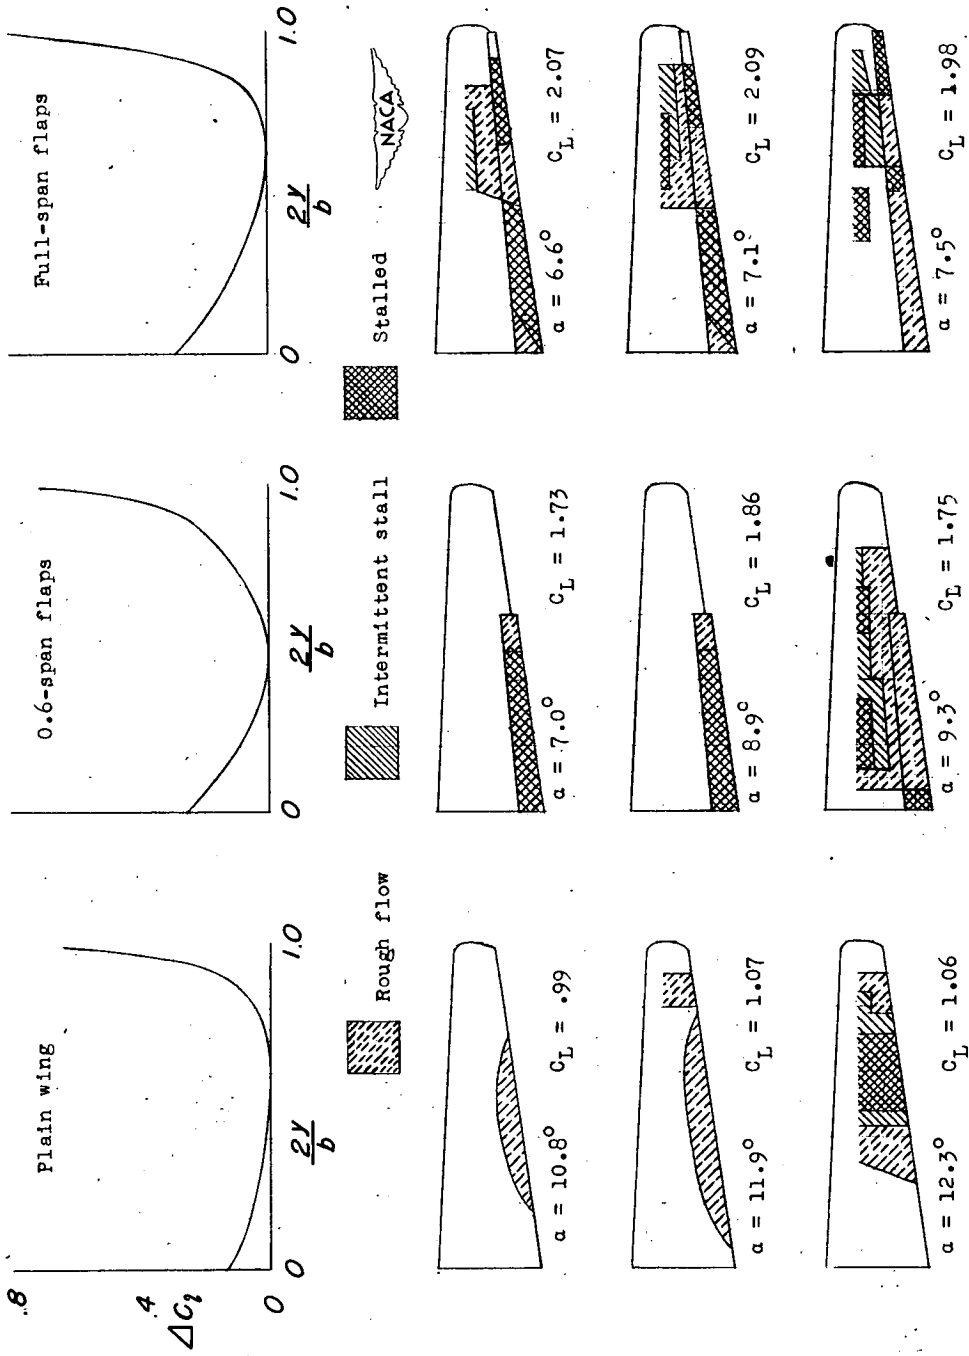 Plain wing
0.6-span flaps
Full-span flaps
.8
.4
0
ΔCl
0
2y/b
1.0
0
2y/b
1.0
0
2y/b
1.0
Rough flow
Intermittent stall
Stalled
NACA
α = 10.8°
C_L = .99
α = 7.0°
C_L = 1.73
α = 6.6°
C_L = 2.07
α = 11.9°
C_L = 1.07
α = 8.9°
C_L = 1.86
α = 7.1°
C_L = 2.09
α = 12.3°
C_L = 1.06
α = 9.3°
C_L = 1.75
α = 7.5°
C_L = 1.98